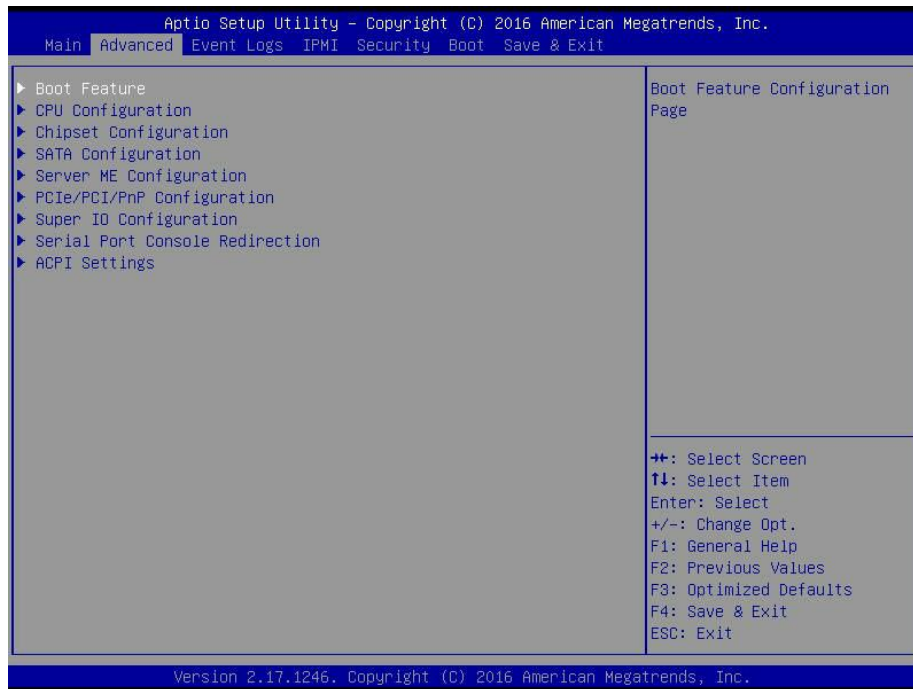 Aptio Setup Utility – Copyright (C) 2016 American Megatrends, Inc.
Main Advanced Event Logs IPMI Security Boot Save & Exit
Boot Feature
CPU Configuration
Chipset Configuration
SATA Configuration
Server ME Configuration
PCIe/PCI/PnP Configuration
Super IO Configuration
Serial Port Console Redirection
ACPI Settings
Boot Feature Configuration
Page
→←: Select Screen
↑↓: Select Item
Enter: Select
+/-: Change Opt.
F1: General Help
F2: Previous Values
F3: Optimized Defaults
F4: Save & Exit
ESC: Exit
Version 2.17.1246. Copyright (C) 2016 American Megatrends, Inc.